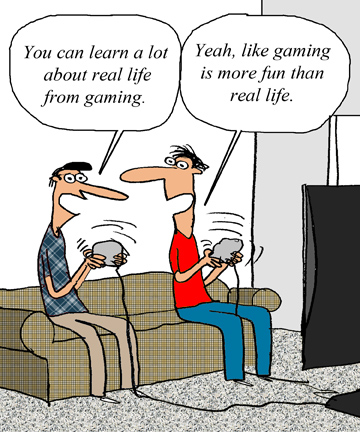 You can learn a lot
about real life
from gaming.
Yeah, like gaming
is more fun than
real life.